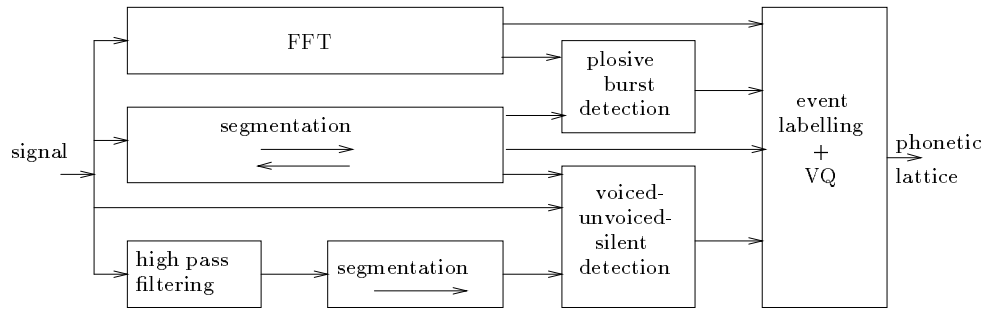 FFT
plosive
burst
detection
segmentation
signal
event
labelling
+
VQ
phonetic
lattice
voiced-
unvoiced-
silent
detection
high pass
filtering
segmentation